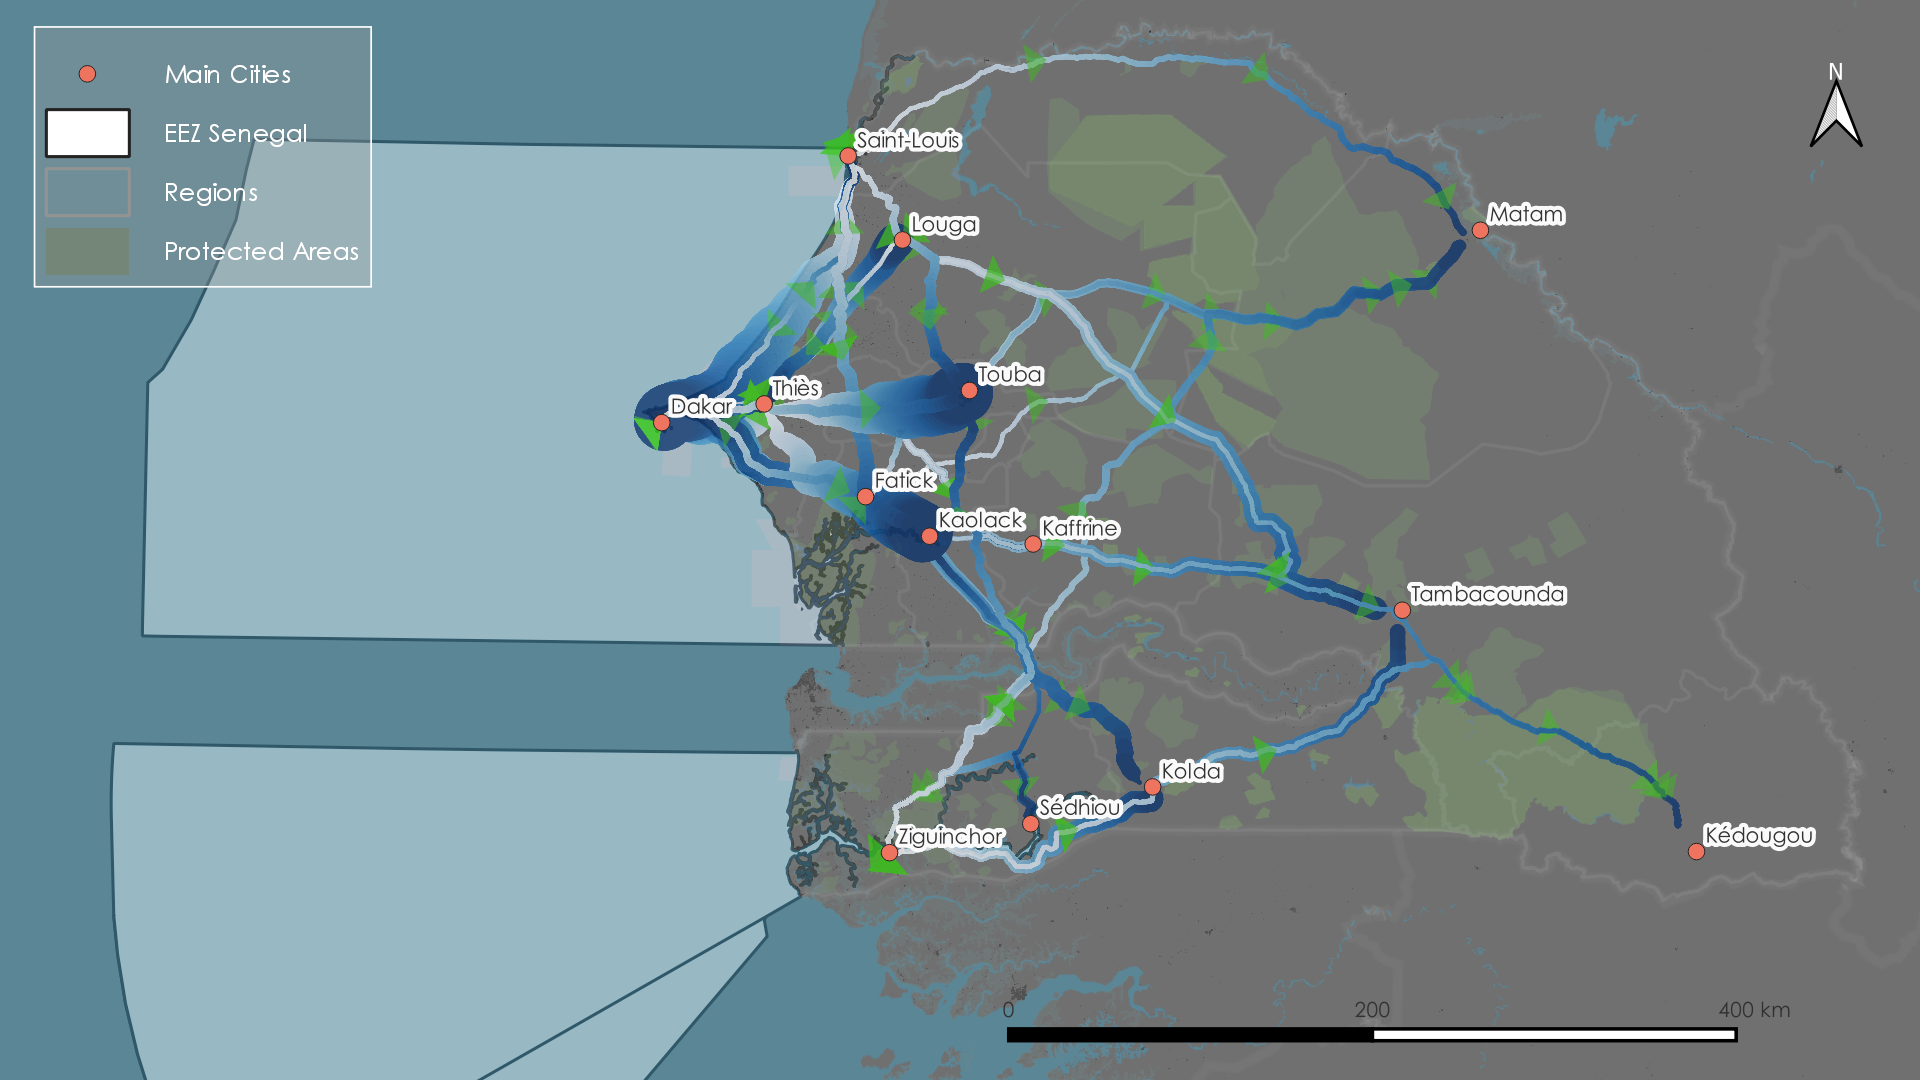 Main Cities
EEZ Senegal
Regions
Protected Areas
N
Saint-Louis
Louga
Matam
Touba
Thiès
Dakar
Fatick
Kaolack
Kaffrine
Tambacounda
Kolda
Sédhiou
Ziguinchor
Kédougou
0 200 400 km